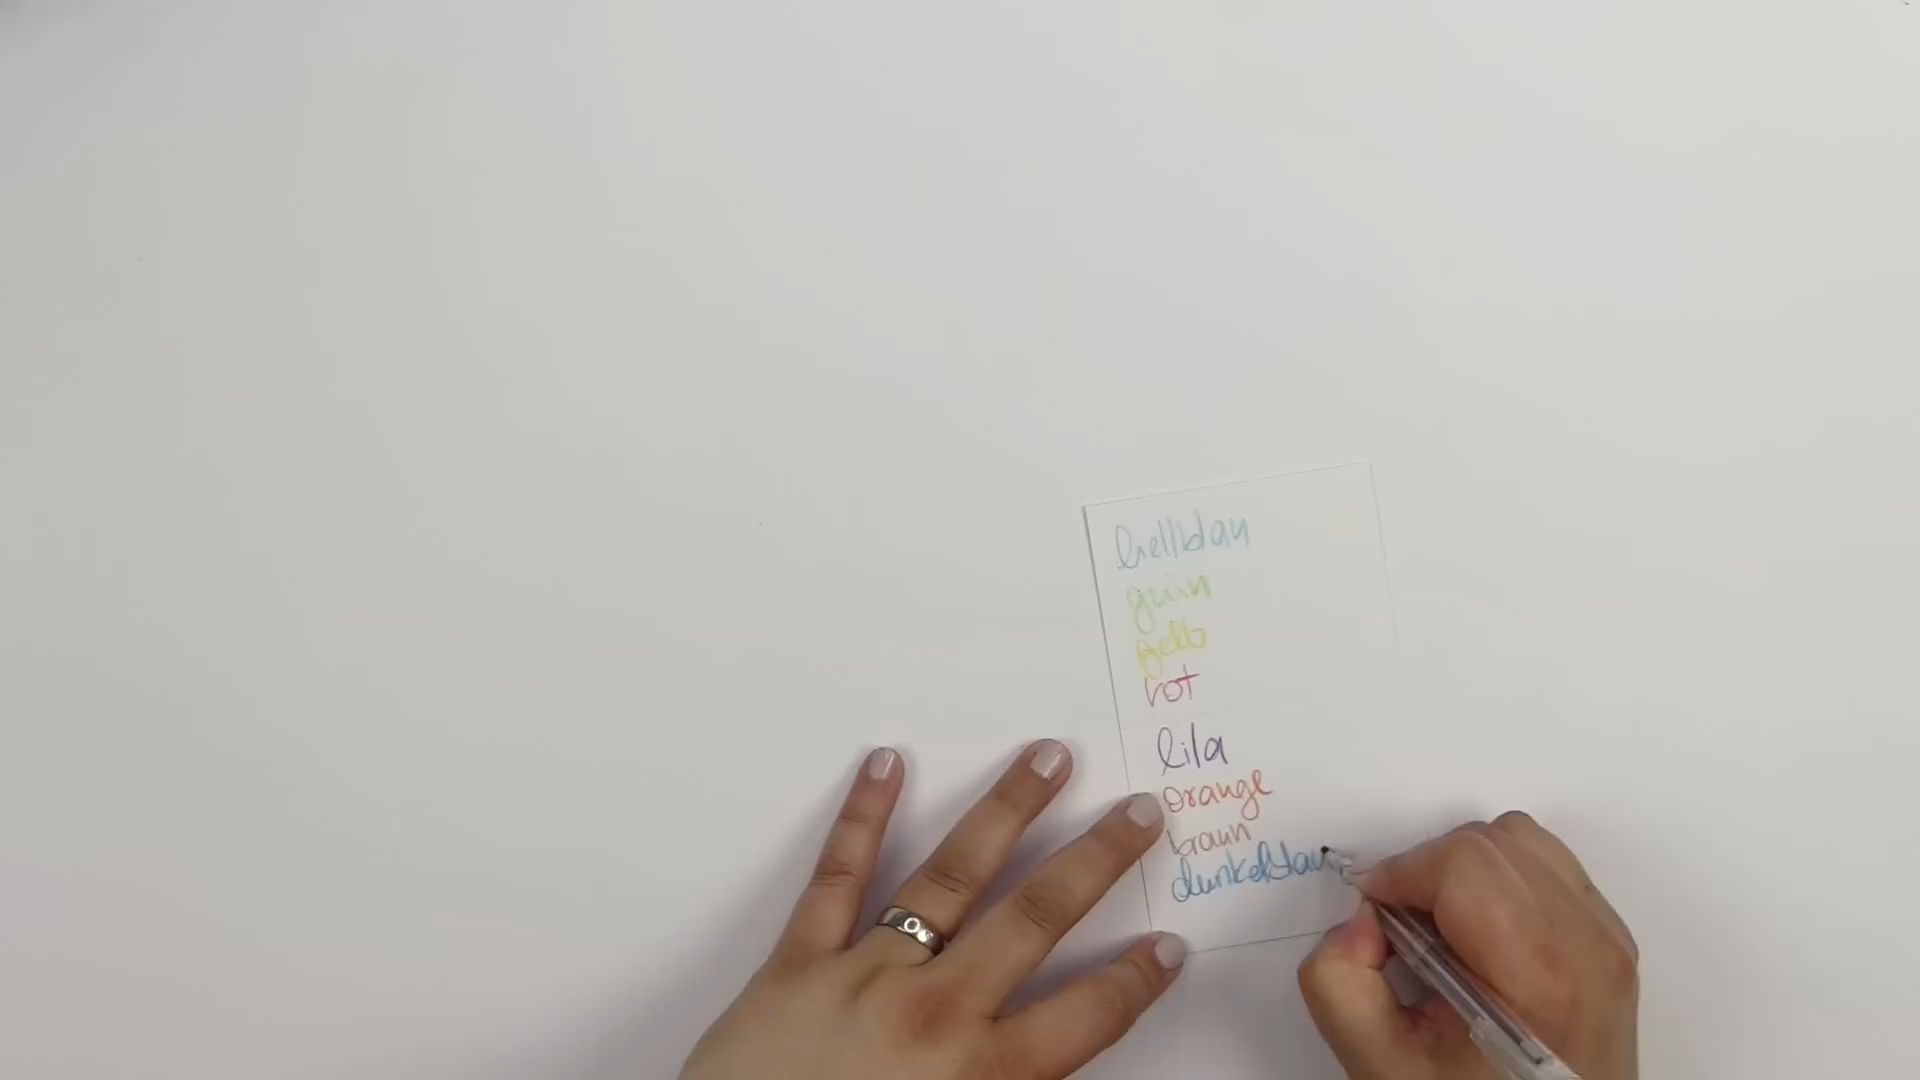 hellblau
grün
gelb
rot
lila
orange
braun
dunkelblau